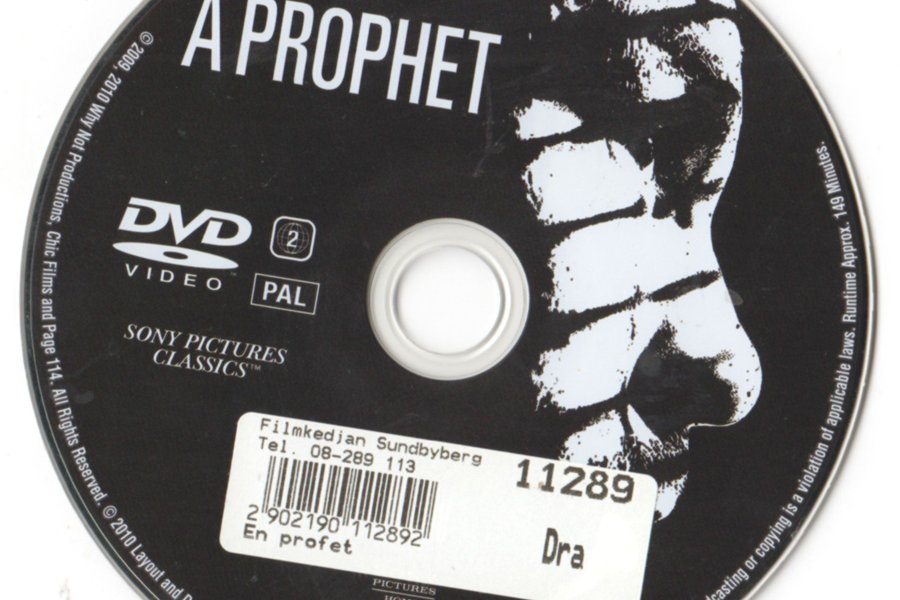 A PROPHET
© 2009, 2010 Why Not Productions, Chic Films and Page 114. All Rights Reserved. © 2010 Layout and
DVD
VIDEO™
2
PAL
SONY PICTURES
CLASSICS™
Filmkedjan Sundbyberg
Tel. 08-289 113
11289
2 902190 112892
En profet
Dra
PICTURES
casting or copying is a violation of applicable laws. Runtime Approx. 149 Minutes.